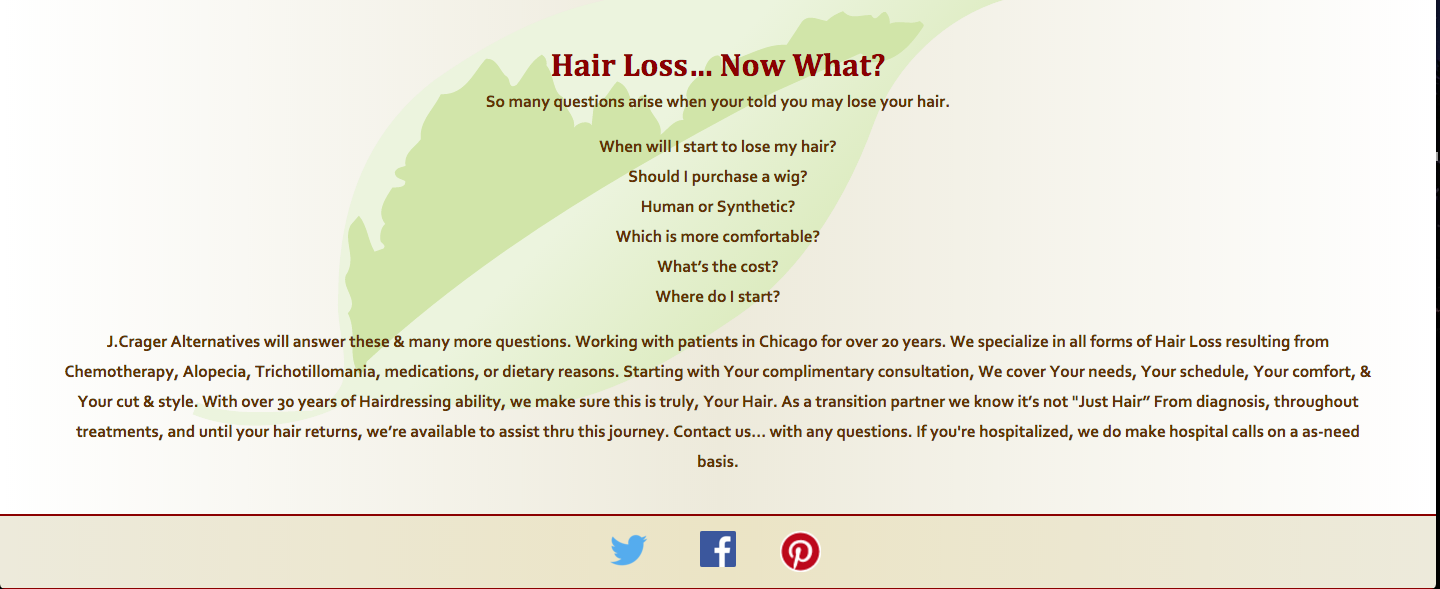 Hair Loss... Now What?
So many questions arise when your told you may lose your hair.
When will I start to lose my hair?
Should I purchase a wig?
Human or Synthetic?
Which is more comfortable?
What’s the cost?
Where do I start?
J.Crager Alternatives will answer these & many more questions. Working with patients in Chicago for over 20 years. We specialize in all forms of Hair Loss resulting from
Chemotherapy, Alopecia, Trichotillomania, medications, or dietary reasons. Starting with Your complimentary consultation, We cover Your needs, Your schedule, Your comfort, &
Your cut & style. With over 30 years of Hairdressing ability, we make sure this is truly, Your Hair. As a transition partner we know it’s not "Just Hair” From diagnosis, throughout
treatments, and until your hair returns, we’re available to assist thru this journey. Contact us... with any questions. If you're hospitalized, we do make hospital calls on a as-need
basis.